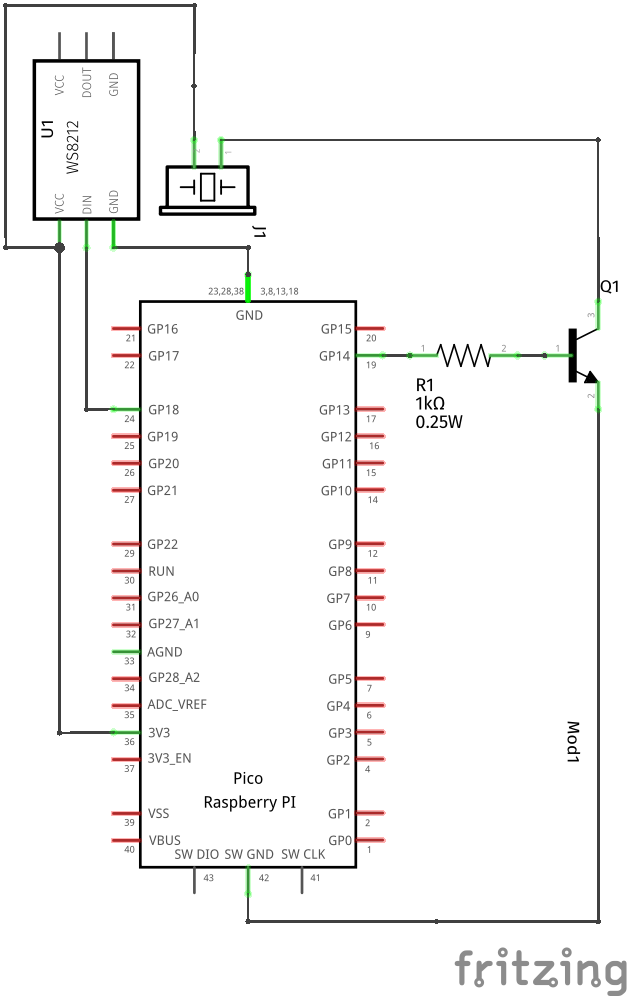 VCC
DOUT
GND
U1
WS8212
VCC
DIN
GND
2
1
J1
23,28,38
3,8,13,18
GND
GP16
21
GP15
20
GP17
22
GP14
19
1
2
1
Q1
3
2
R1
1kΩ
0.25W
GP18
24
GP13
17
GP19
25
GP12
16
GP20
26
GP11
15
GP21
27
GP10
14
GP22
29
GP9
12
RUN
30
GP8
11
GP26_A0
31
GP7
10
GP27_A1
32
GP6
9
AGND
33
GP28_A2
34
GP5
7
ADC_VREF
35
GP4
6
3V3
36
GP3
5
3V3_EN
37
GP2
4
Mod1
Pico
Raspberry PI
VSS
39
GP1
2
VBUS
40
GP0
1
SW DIO
SW GND
SW CLK
43
42
41
fritzing